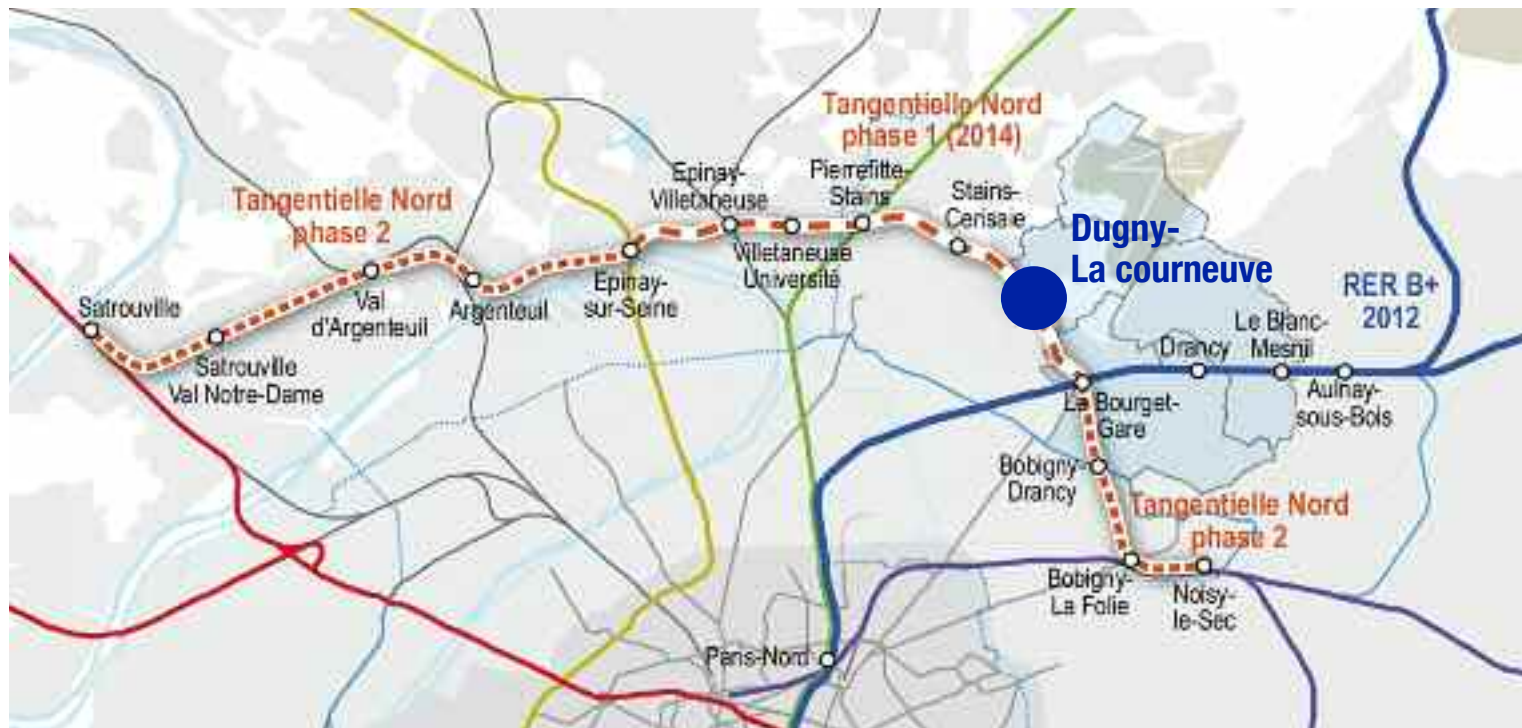 Tangentielle Nord
phase 1 (2014)
Epinay-
Villetaneuse
Pierrefitte-
Stains
Stains-
Cerisaie
Tangentielle Nord
phase 2
Dugny-
La courneuve
Villetaneuse
Université
Epinay-
sur-Seine
Argenteuil
Val
d'Argenteuil
Satrouville
Satrouville
Val Notre-Dame
RER B+
2012
Le Blanc-
Mesnil
Drancy
Aulnay-
sous-Bois
Le Bourget-
Gare
Bobigny-
Drancy
Tangentielle Nord
phase 2
Bobigny-
La Folie
Noisy-
le-Sec
Paris-Nord